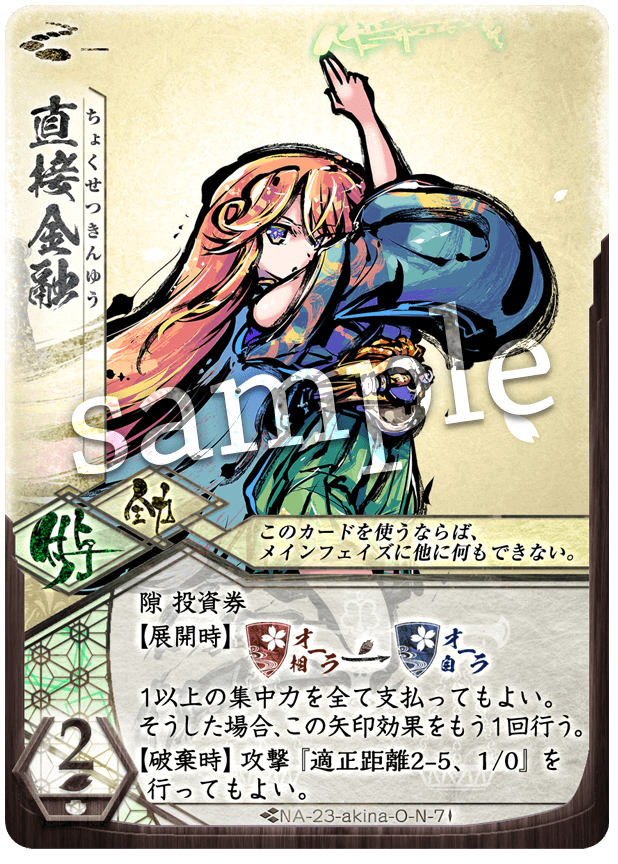 直接金融
ちょくせつきんゆう
sample
付与
全力
このカードを使うならば、
メインフェイズに他に何もできない。
隙 投資券
【展開時】 相オーラ → 自オーラ
1以上の集中力を全て支払ってもよい。
そうした場合、この矢印効果をもう1回行う。
【破棄時】 攻撃『適正距離2-5、1/0』を
行ってもよい。
2
NA-23-akina-O-N-7